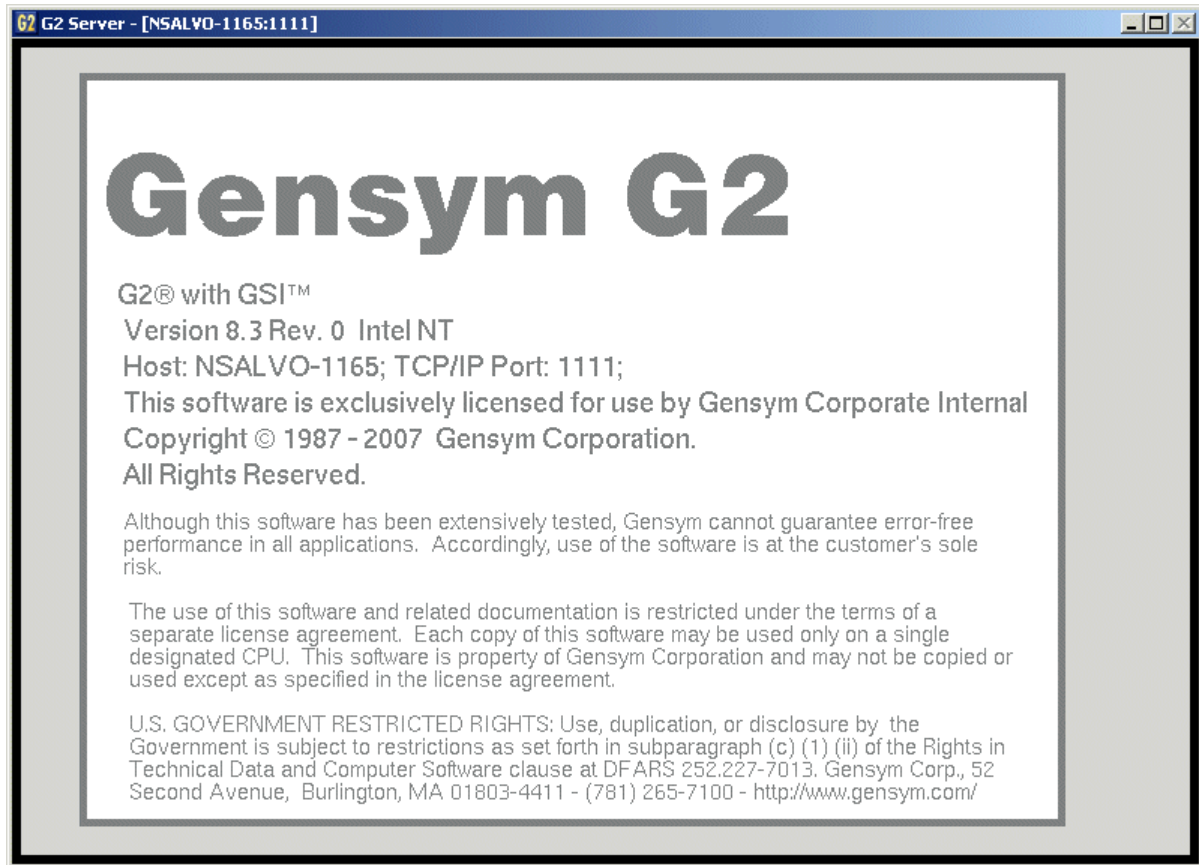 G2 G2 Server - [NSALVO-1165:1111]
Gensym G2
G2® with GSI™
Version 8.3 Rev. 0 Intel NT
Host: NSALVO-1165; TCP/IP Port: 1111;
This software is exclusively licensed for use by Gensym Corporate Internal
Copyright © 1987 - 2007 Gensym Corporation.
All Rights Reserved.
Although this software has been extensively tested, Gensym cannot guarantee error-free
performance in all applications. Accordingly, use of the software is at the customer's sole
risk.
The use of this software and related documentation is restricted under the terms of a
separate license agreement. Each copy of this software may be used only on a single
designated CPU. This software is property of Gensym Corporation and may not be copied or
used except as specified in the license agreement.
U.S. GOVERNMENT RESTRICTED RIGHTS: Use, duplication, or disclosure by the
Government is subject to restrictions as set forth in subparagraph (c) (1) (ii) of the Rights in
Technical Data and Computer Software clause at DFARS 252.227-7013. Gensym Corp., 52
Second Avenue, Burlington, MA 01803-4411 - (781) 265-7100 - http://www.gensym.com/